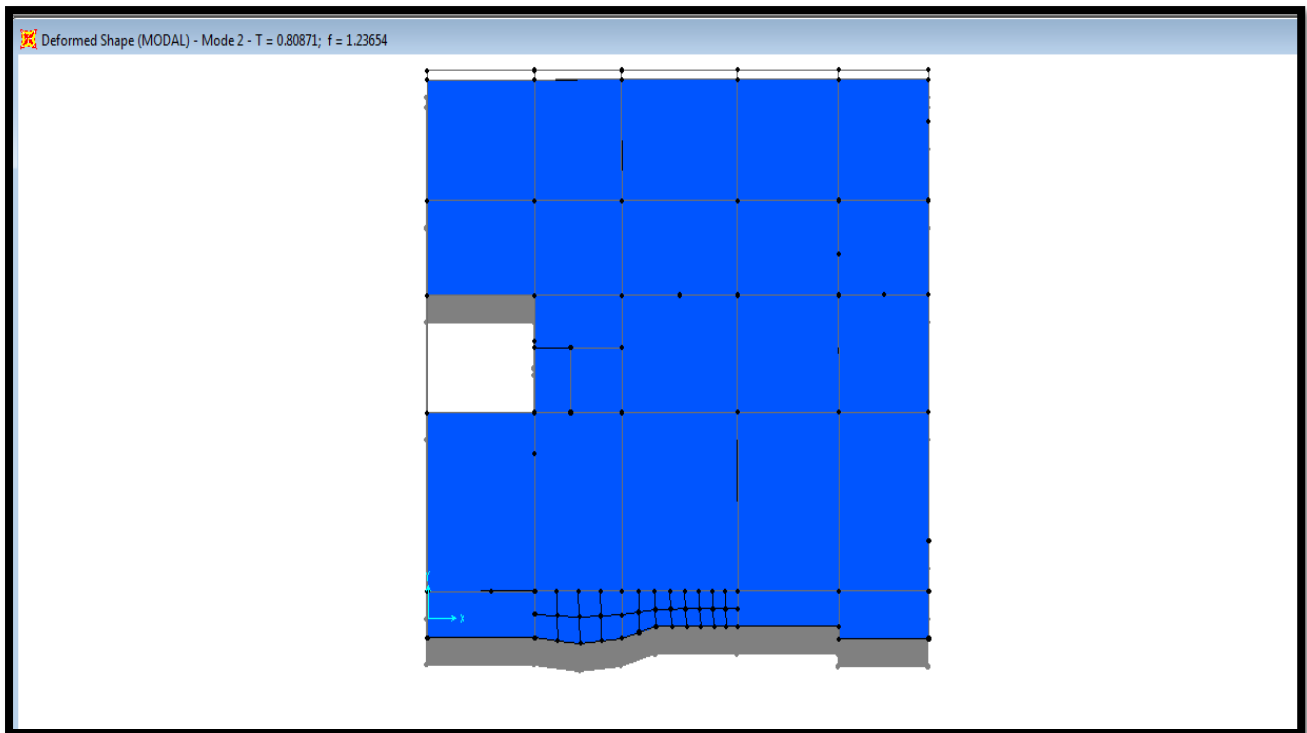 Deformed Shape (MODAL) - Mode 2 - T = 0.80871; f = 1.23654
Y
X